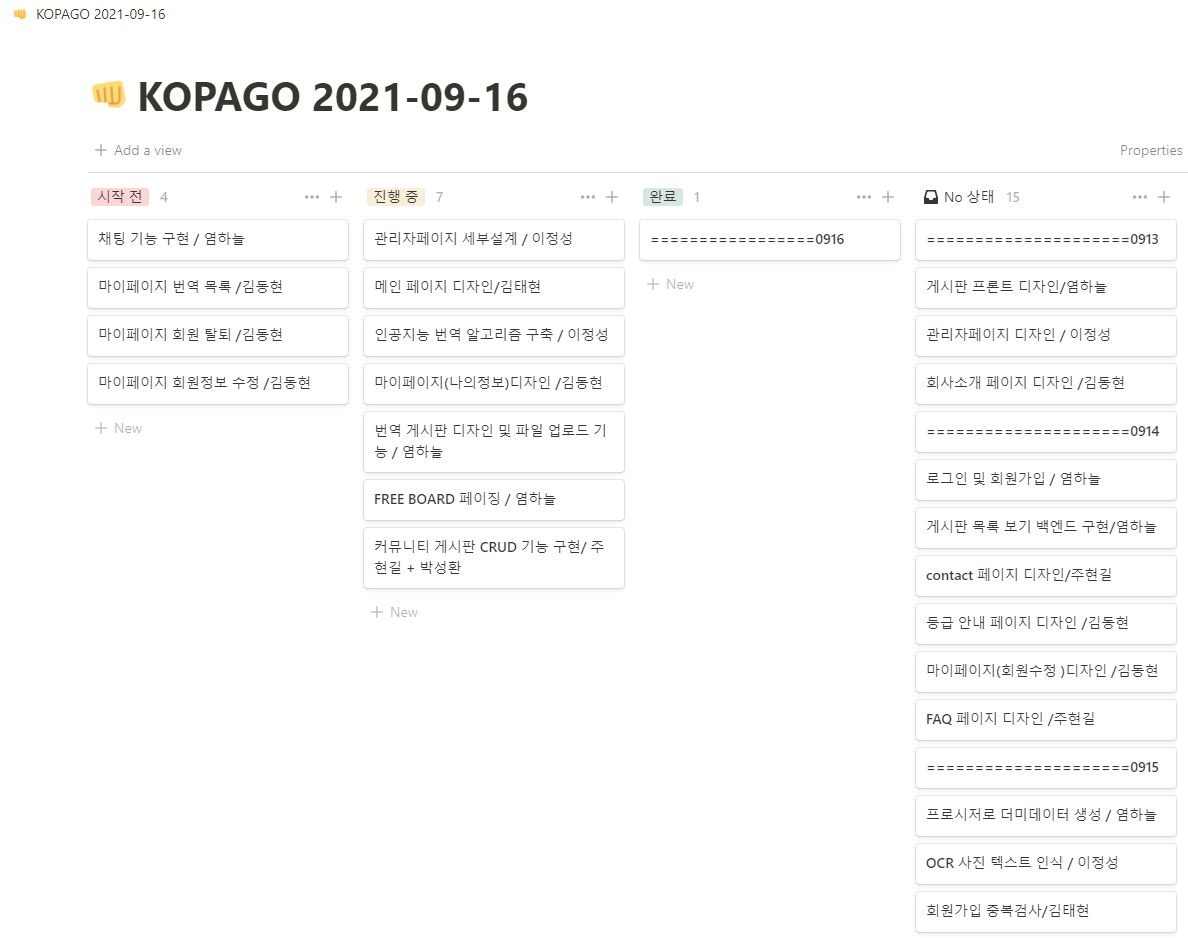 KOPAGO 2021-09-16
KOPAGO 2021-09-16
Add a view
Properties
시작 전 4
채팅 기능 구현 / 염하늘
마이페이지 번역 목록 /김동현
마이페이지 회원 탈퇴 /김동현
마이페이지 회원정보 수정 /김동현
New
진행 중 7
관리자페이지 세부설계 / 이정성
메인 페이지 디자인/김태현
인공지능 번역 알고리즘 구축 / 이정성
마이페이지(나의정보)디자인 /김동현
번역 게시판 디자인 및 파일 업로드 기
능 / 염하늘
FREE BOARD 페이징 / 염하늘
커뮤니티 게시판 CRUD 기능 구현/ 주
현길 + 박성환
New
완료 1
=================0916
New
No 상태 15
=====================0913
게시판 프론트 디자인/염하늘
관리자페이지 디자인 / 이정성
회사소개 페이지 디자인 /김동현
=====================0914
로그인 및 회원가입 / 염하늘
게시판 목록 보기 백엔드 구현/염하늘
contact 페이지 디자인/주현길
등급 안내 페이지 디자인 /김동현
마이페이지(회원수정 )디자인 /김동현
FAQ 페이지 디자인 /주현길
=====================0915
프로시저로 더미데이터 생성 / 염하늘
OCR 사진 텍스트 인식 / 이정성
회원가입 중복검사/김태현